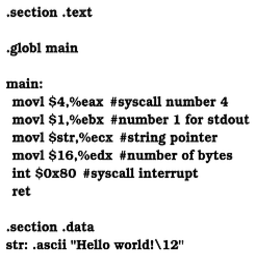 .section .text
.globl main
main:
movl $4,%eax #syscall number 4
movl $1,%ebx #number 1 for stdout
movl $str,%ecx #string pointer
movl $16,%edx #number of bytes
int $0x80 #syscall interrupt
ret
.section .data
str: .ascii "Hello world!\12"